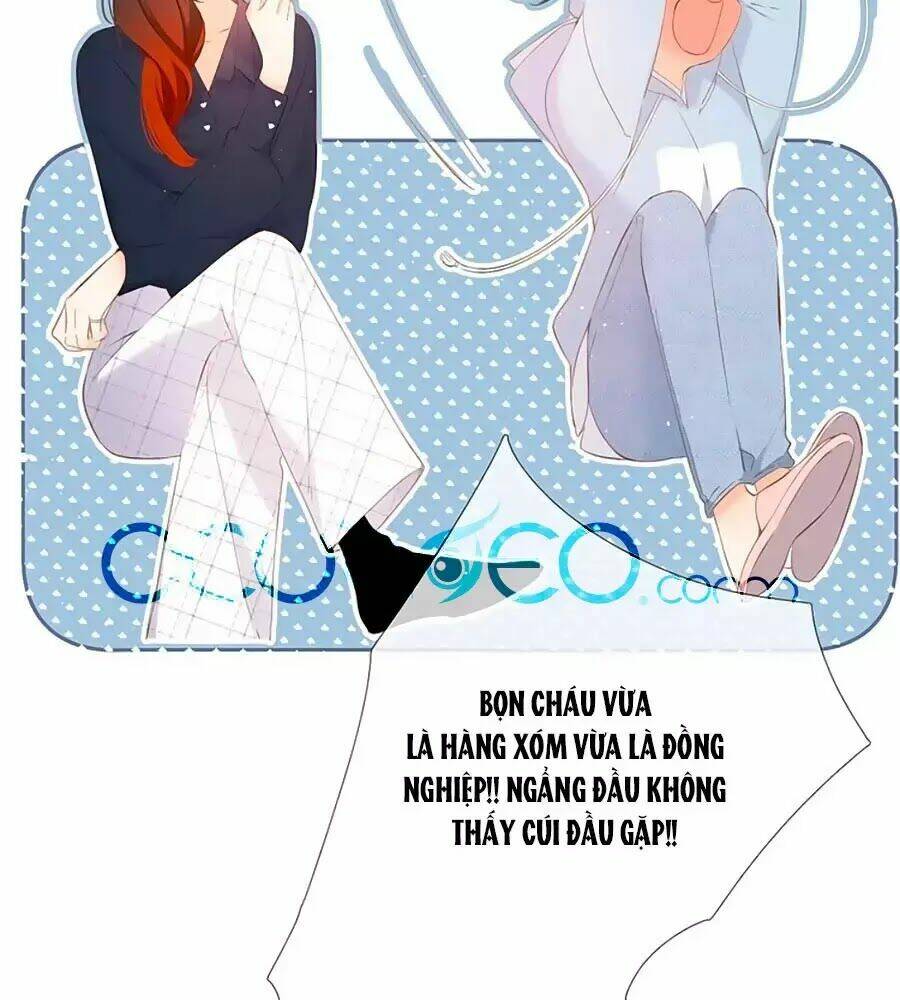 BỌN CHÁU VỪA
LÀ HÀNG XÓM VỪA LÀ ĐỒNG
NGHIỆP!! NGẨNG ĐẦU KHÔNG
THẤY CÚI ĐẦU GẶP!!